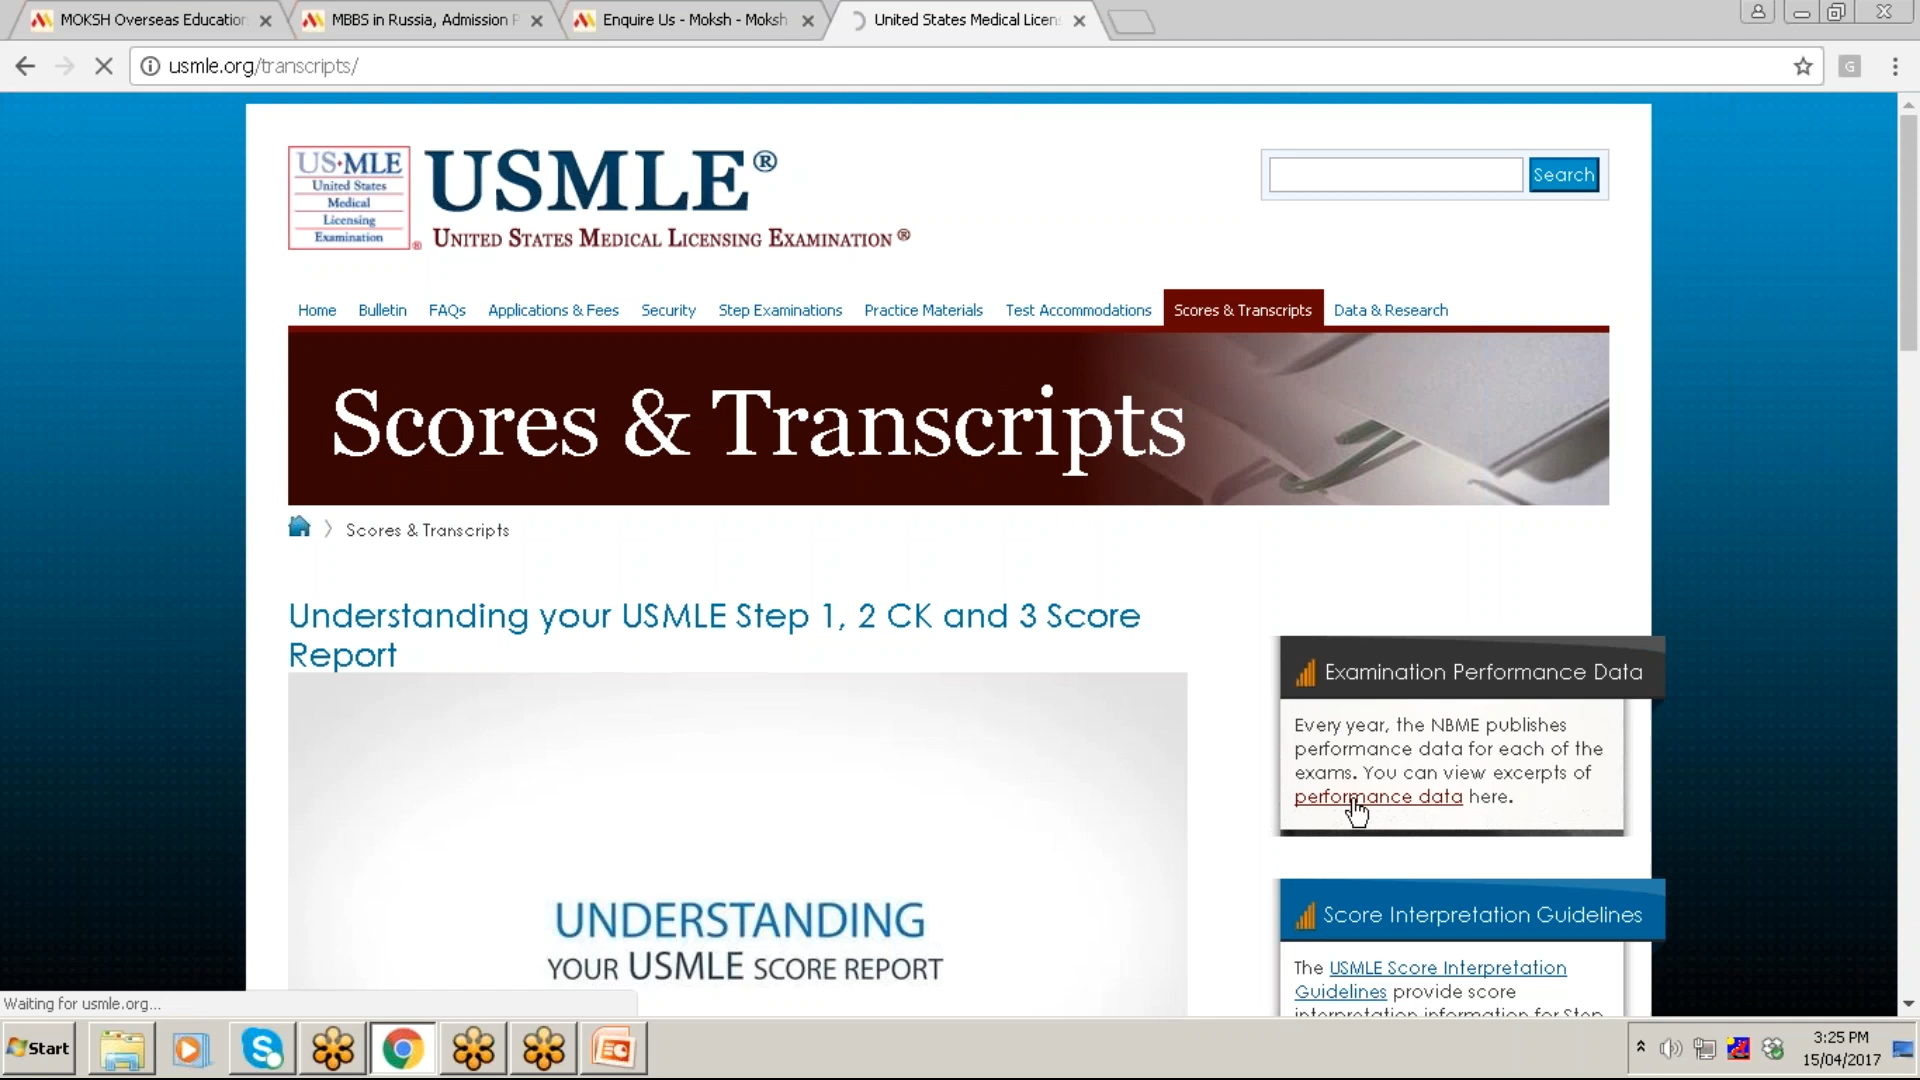 MOKSH Overseas Education
MBBS in Russia, Admission P
Enquire Us - Moksh - Moksh
United States Medical Licen
usmle.org/transcripts/
G
US·MLE
United States
Medical
Licensing
Examination ®
USMLE®
UNITED STATES MEDICAL LICENSING EXAMINATION ®
Search
Home Bulletin FAQs Applications & Fees Security Step Examinations Practice Materials Test Accommodations Scores & Transcripts Data & Research
Scores & Transcripts
Scores & Transcripts
Understanding your USMLE Step 1, 2 CK and 3 Score
Report
UNDERSTANDING
YOUR USMLE SCORE REPORT
Examination Performance Data
Every year, the NBME publishes
performance data for each of the
exams. You can view excerpts of
performance data here.
Score Interpretation Guidelines
The USMLE Score Interpretation
Guidelines provide score
interpretation information for Step
Waiting for usmle.org...
Start
3:25 PM
15/04/2017